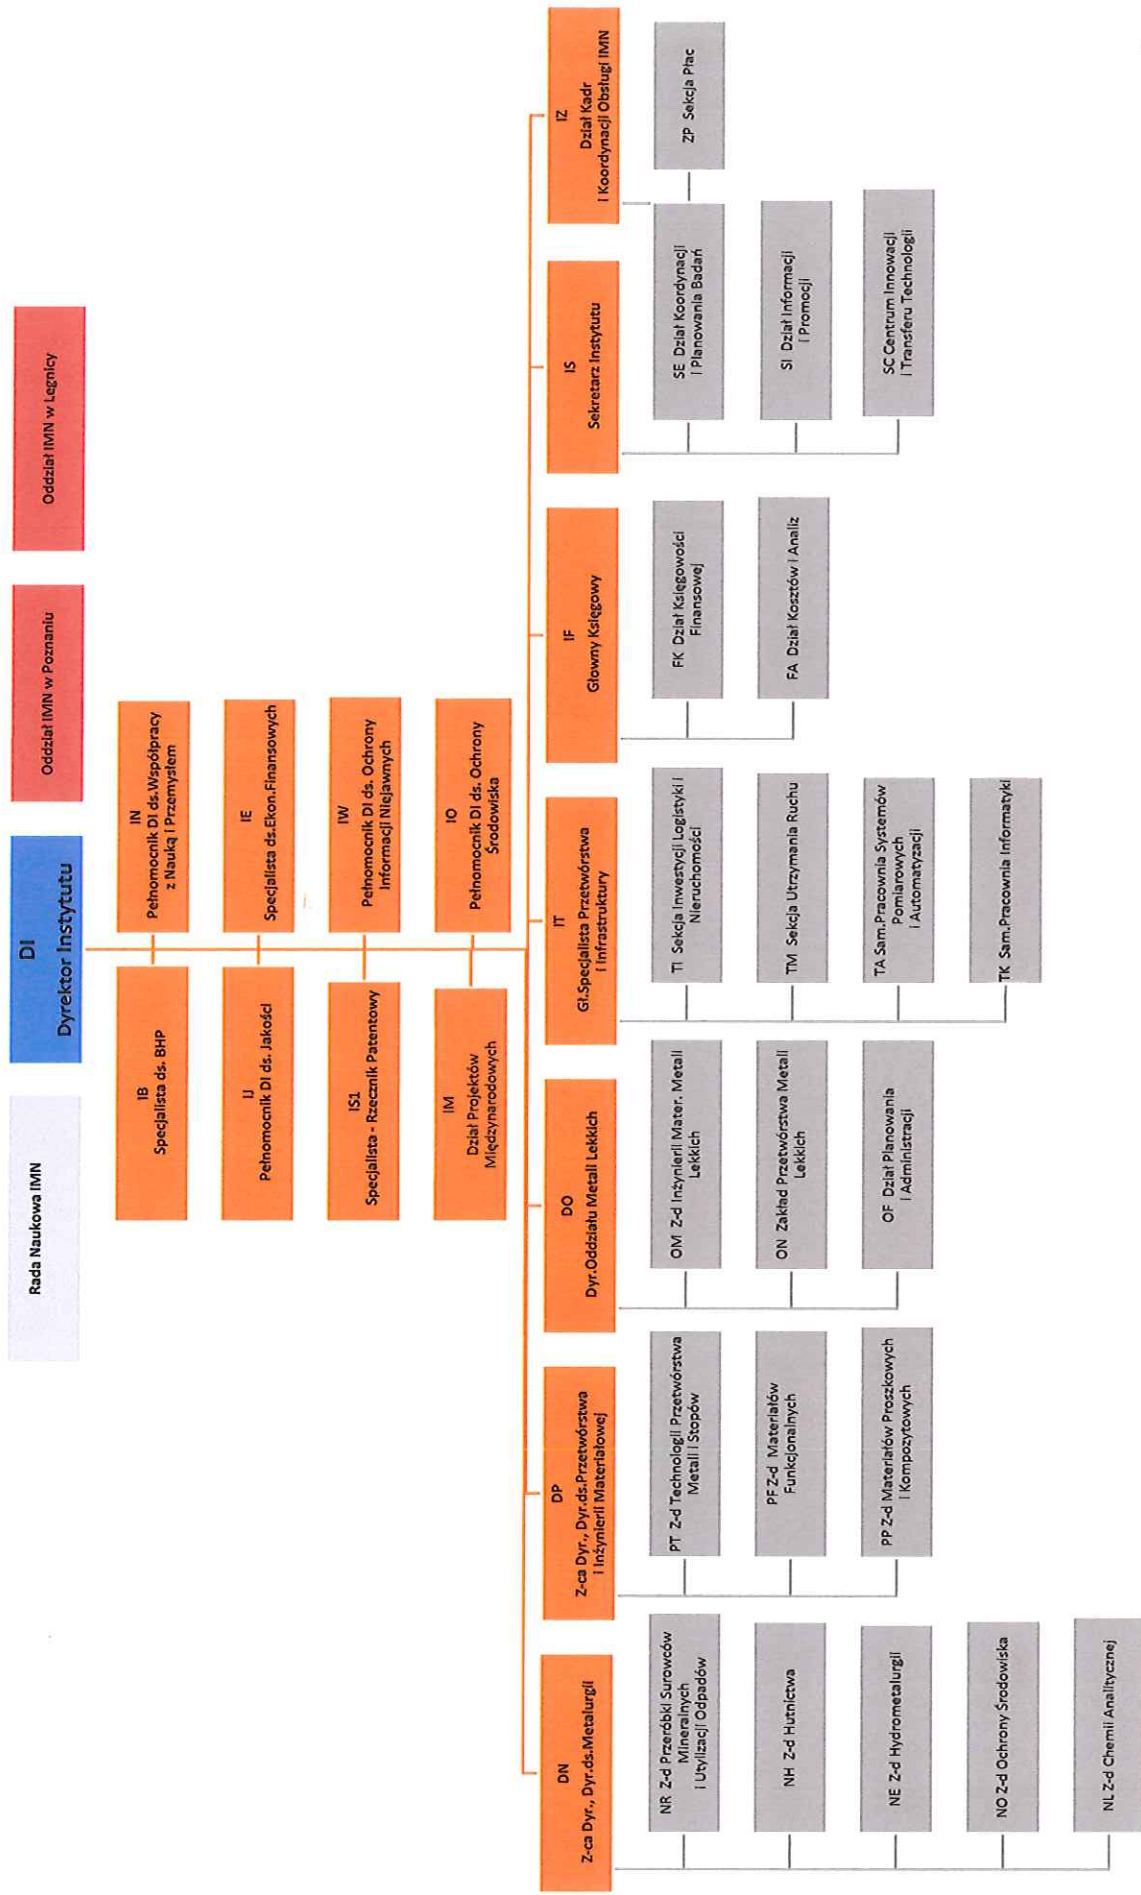 Rada Naukowa IMN
DI
Dyrektor Instytutu
Oddział IMN w Poznaniu
Oddział IMN w Legnicy
IB
Specjalista ds. BHP
IN
Pełnomocnik DI ds.Współpracy
z Nauką i Przemysłem
IJ
Pełnomocnik DI ds. Jakości
IE
Specjalista ds.Ekon.Finansowych
IS1
Specjalista - Rzecznik Patentowy
IW
Pełnomocnik DI ds. Ochrony
Informacji Niejawnych
IM
Dział Projektów
Międzynarodowych
IO
Pełnomocnik DI ds. Ochrony
Środowiska
DN
Z-ca Dyr., Dyr.ds.Metalurgii
NR Z-d Przeróbki Surowców
Mineralnych
i Utylizacji Odpadów
NH Z-d Hutnictwa
NE Z-d Hydrometalurgii
NO Z-d Ochrony Środowiska
NL Z-d Chemii Analitycznej
DP
Z-ca Dyr., Dyr.ds.Przetwórstwa
i Inżynierii Materiałowej
PT Z-d Technologii Przetwórstwa
Metali i Stopów
PF Z-d Materiałów
Funkcjonalnych
PP Z-d Materiałów Proszkowych
i Kompozytowych
DO
Dyr.Oddziału Metali Lekkich
OM Z-d Inżynierii Mater. Metali
Lekkich
ON Zakład Przetwórstwa Metali
Lekkich
OF Dział Planowania
i Administracji
IT
Gł.Specjalista Przetwórstwa
i Infrastruktury
TI Sekcja Inwestycji Logistyki i
Nieruchomości
TM Sekcja Utrzymania Ruchu
TA Sam.Pracownia Systemów
Pomiarowych
i Automatyzacji
TK Sam.Pracownia Informatyki
IF
Głowny Księgowy
FK Dział Księgowości
Finansowej
FA Dział Kosztów i Analiz
IS
Sekretarz Instytutu
SE Dział Koordynacji
i Planowania Badań
SI Dział Informacji
i Promocji
SC Centrum Innowacji
i Transferu Technologii
IZ
Dział Kadr
i Koordynacji Obsługi IMN
ZP Sekcja Płac